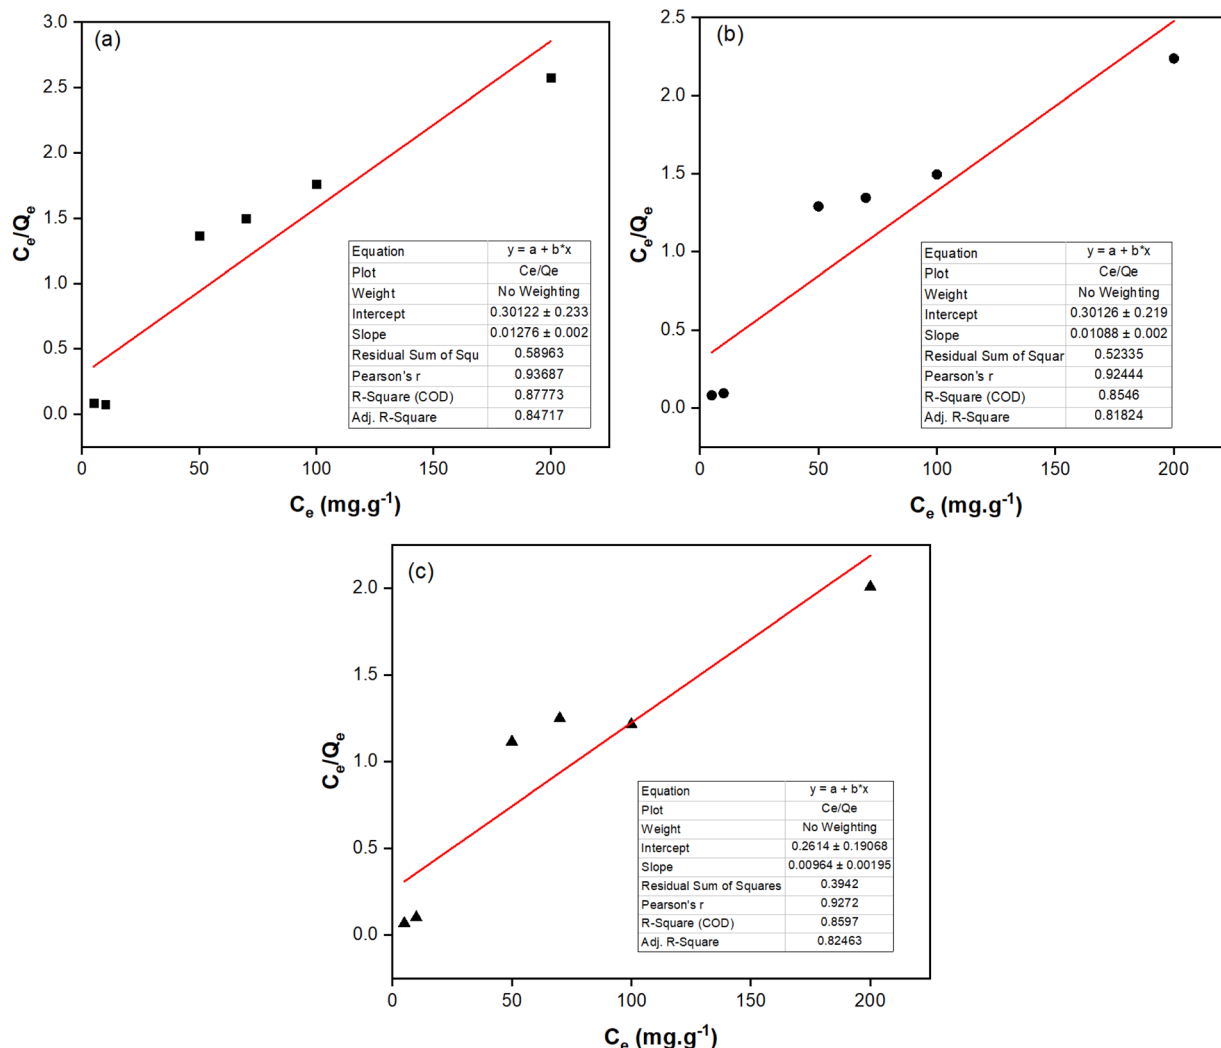 (a)
3.0
2.5
2.0
1.5
1.0
0.5
0.0
Ce/Qe
0 50 100 150 200
Ce (mg.g-1)
Equation y = a + b*x
Plot Ce/Qe
Weight No Weighting
Intercept 0.30122 ± 0.233
Slope 0.01276 ± 0.002
Residual Sum of Squ 0.58963
Pearson's r 0.93687
R-Square (COD) 0.87773
Adj. R-Square 0.84717
(b)
2.5
2.0
1.5
1.0
0.5
0.0
Ce/Qe
0 50 100 150 200
Ce (mg.g-1)
Equation y = a + b*x
Plot Ce/Qe
Weight No Weighting
Intercept 0.30126 ± 0.219
Slope 0.01088 ± 0.002
Residual Sum of Squar 0.52335
Pearson's r 0.92444
R-Square (COD) 0.8546
Adj. R-Square 0.81824
(c)
2.0
1.5
1.0
0.5
0.0
Ce/Qe
0 50 100 150 200
Ce (mg.g-1)
Equation y = a + b*x
Plot Ce/Qe
Weight No Weighting
Intercept 0.2614 ± 0.19068
Slope 0.00964 ± 0.00195
Residual Sum of Squares 0.3942
Pearson's r 0.9272
R-Square (COD) 0.8597
Adj. R-Square 0.82463